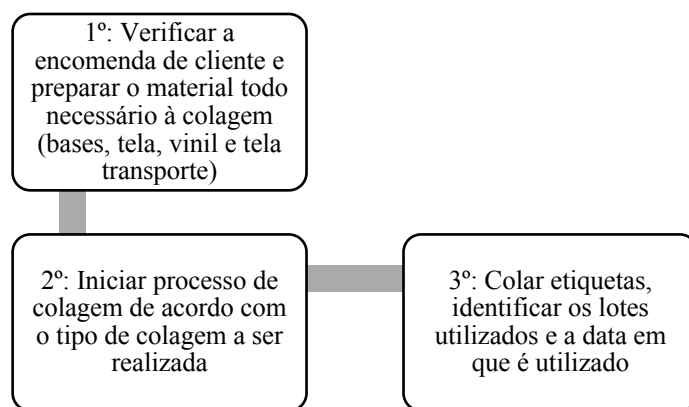 1º: Verificar a
encomenda de cliente e
preparar o material todo
necessário à colagem
(bases, tela, vinil e tela
transporte)
2º: Iniciar processo de
colagem de acordo com
o tipo de colagem a ser
realizada
3º: Colar etiquetas,
identificar os lotes
utilizados e a data em
que é utilizado